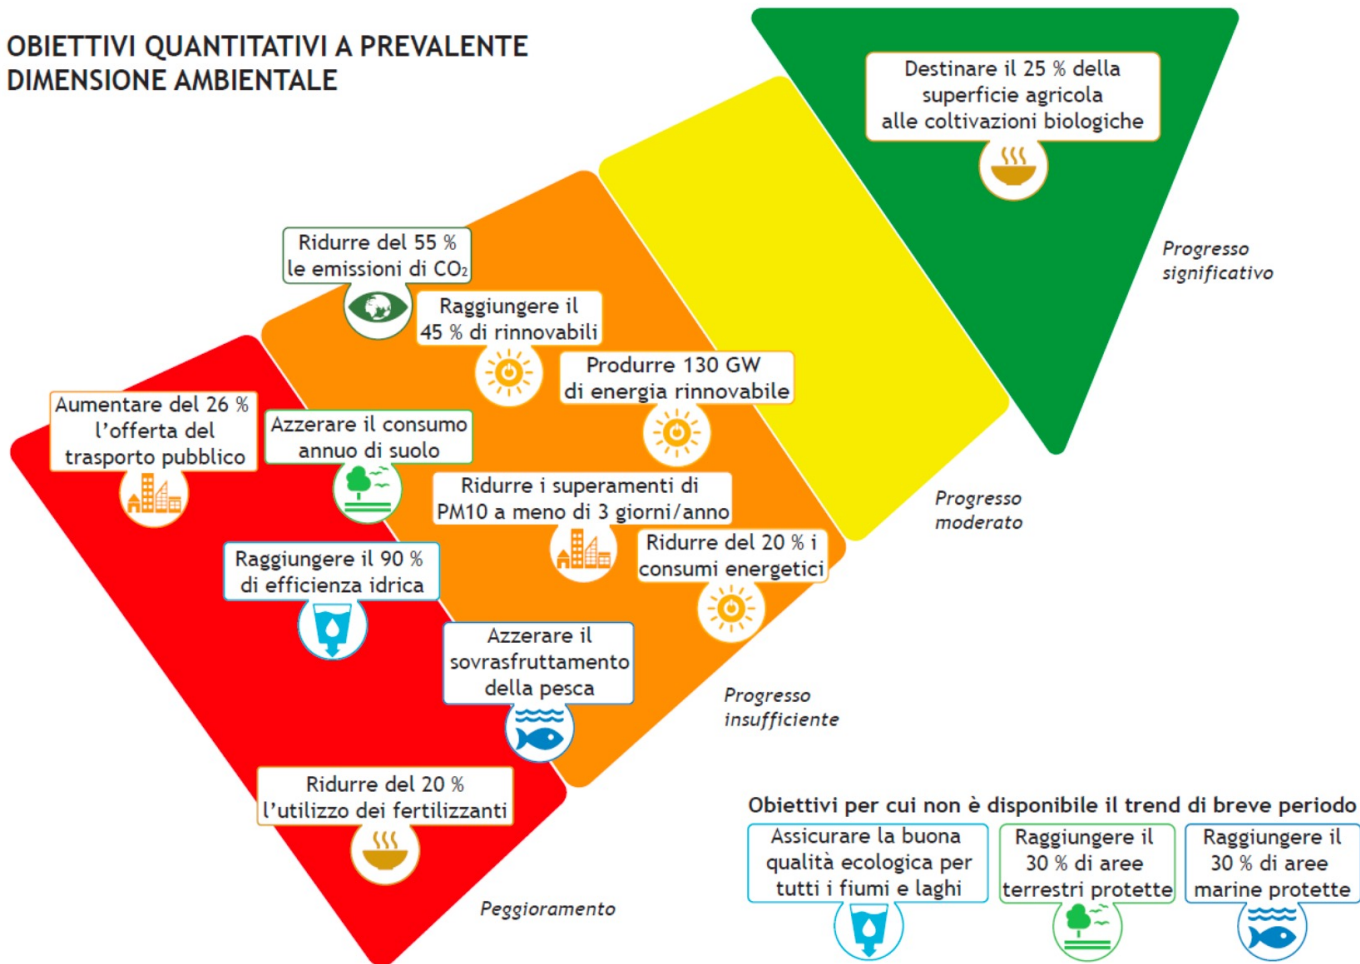 OBIETTIVI QUANTITATIVI A PREVALENTE
DIMENSIONE AMBIENTALE
Destinare il 25 % della
superficie agricola
alle coltivazioni biologiche
Progresso
significativo
Ridurre del 55 %
le emissioni di CO₂
Raggiungere il
45 % di rinnovabili
Produrre 130 GW
di energia rinnovabile
Aumentare del 26 %
l’offerta del
trasporto pubblico
Azzerare il consumo
annuo di suolo
Ridurre i superamenti di
PM10 a meno di 3 giorni/anno
Progresso
moderato
Raggiungere il 90 %
di efficienza idrica
Ridurre del 20 % i
consumi energetici
Azzerare il
sovrasfruttamento
della pesca
Progresso
insufficiente
Ridurre del 20 %
l’utilizzo dei fertilizzanti
Peggioramento
Obiettivi per cui non è disponibile il trend di breve periodo
Assicurare la buona
qualità ecologica per
tutti i fiumi e laghi
Raggiungere il
30 % di aree
terrestri protette
Raggiungere il
30 % di aree
marine protette